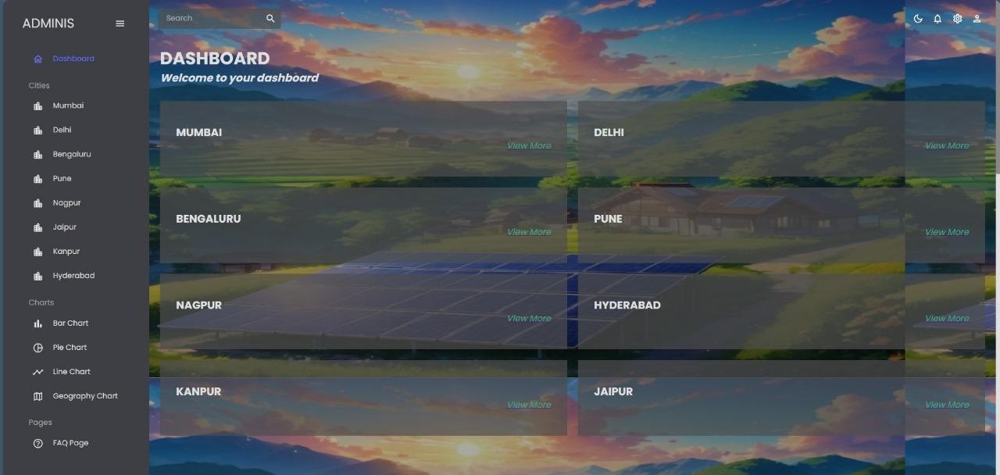 ADMINIS
Dashboard
Cities
Mumbai
Delhi
Bengaluru
Pune
Nagpur
Jaipur
Kanpur
Hyderabad
Charts
Bar Chart
Pie Chart
Line Chart
Geography Chart
Pages
FAQ Page
Search
DASHBOARD
Welcome to your dashboard
MUMBAI
View More
DELHI
View More
BENGALURU
View More
PUNE
View More
NAGPUR
View More
HYDERABAD
View More
KANPUR
View More
JAIPUR
View More